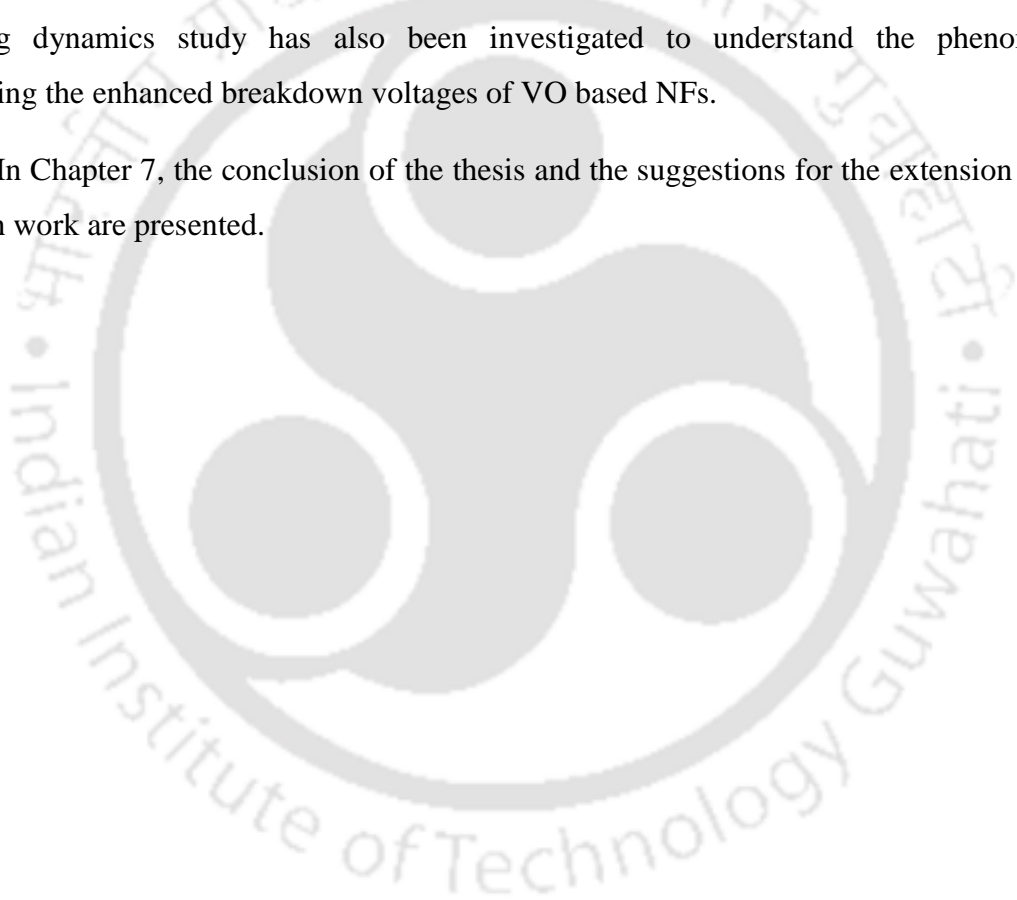 dynamics study has also been investigated to understand the
the enhanced breakdown voltages of VO based NFs.
In Chapter 7, the conclusion of the thesis and the suggestions for the extension
work are presented.
Indian Institute of Technology Guwahati